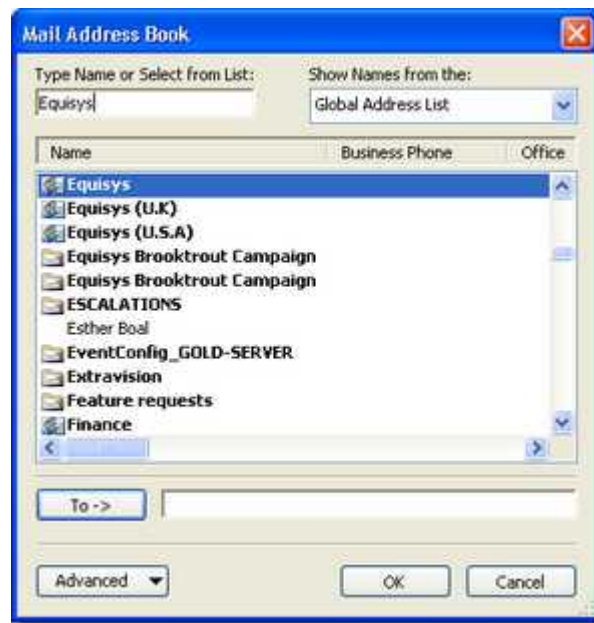 Mail Address Book
Type Name or Select from List: Show Names from the:
Equisys Global Address List
Name Business Phone Office
Equisys
Equisys (U.K)
Equisys (U.S.A)
Equisys Brooktrout Campaign
Equisys Brooktrout Campaign
ESCALATIONS
Esther Boal
EventConfig_GOLD-SERVER
Extravision
Feature requests
Finance
To ->
Advanced OK Cancel